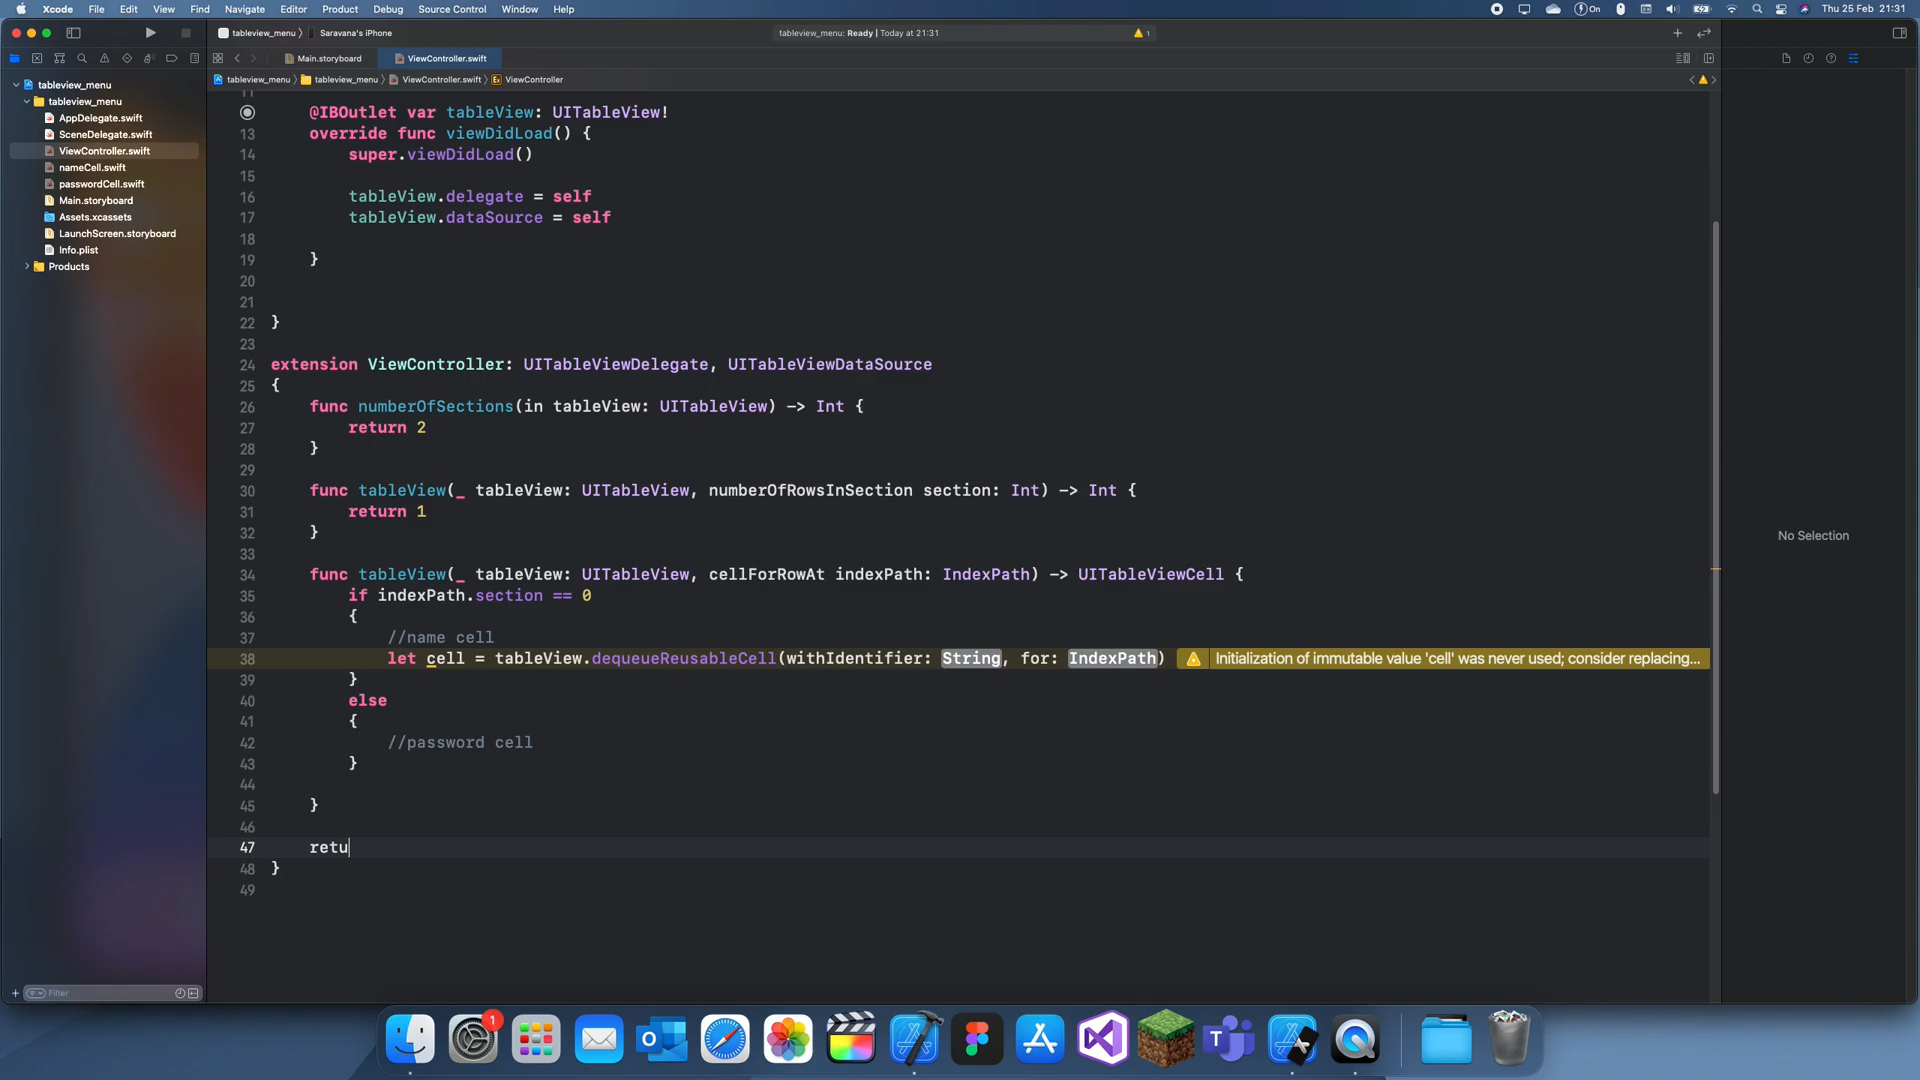 Xcode File Edit View Find Navigate Editor Product Debug Source Control Window Help On Thu 25 Feb 21:31
tableview_menu Saravana's iPhone tableview_menu: Ready | Today at 21:31 1
Main.storyboard ViewController.swift
tableview_menu tableview_menu ViewController.swift ViewController
tableview_menu
tableview_menu
AppDelegate.swift
SceneDelegate.swift
ViewController.swift
nameCell.swift
passwordCell.swift
Main.storyboard
Assets.xcassets
LaunchScreen.storyboard
Info.plist
Products
Filter
@IBOutlet var tableView: UITableView!
13 override func viewDidLoad() {
14 super.viewDidLoad()
15
16 tableView.delegate = self
17 tableView.dataSource = self
18
19 }
20
21
22 }
23
24 extension ViewController: UITableViewDelegate, UITableViewDataSource
25 {
26 func numberOfSections(in tableView: UITableView) -> Int {
27 return 2
28 }
29
30 func tableView(_ tableView: UITableView, numberOfRowsInSection section: Int) -> Int {
31 return 1
32 }
33
34 func tableView(_ tableView: UITableView, cellForRowAt indexPath: IndexPath) -> UITableViewCell {
35 if indexPath.section == 0
36 {
37 //name cell
38 let cell = tableView.dequeueReusableCell(withIdentifier: String, for: IndexPath) Initialization of immutable value 'cell' was never used; consider replacing...
39 }
40 else
41 {
42 //password cell
43 }
44
45 }
46
47 retu
48 }
49
No Selection
1